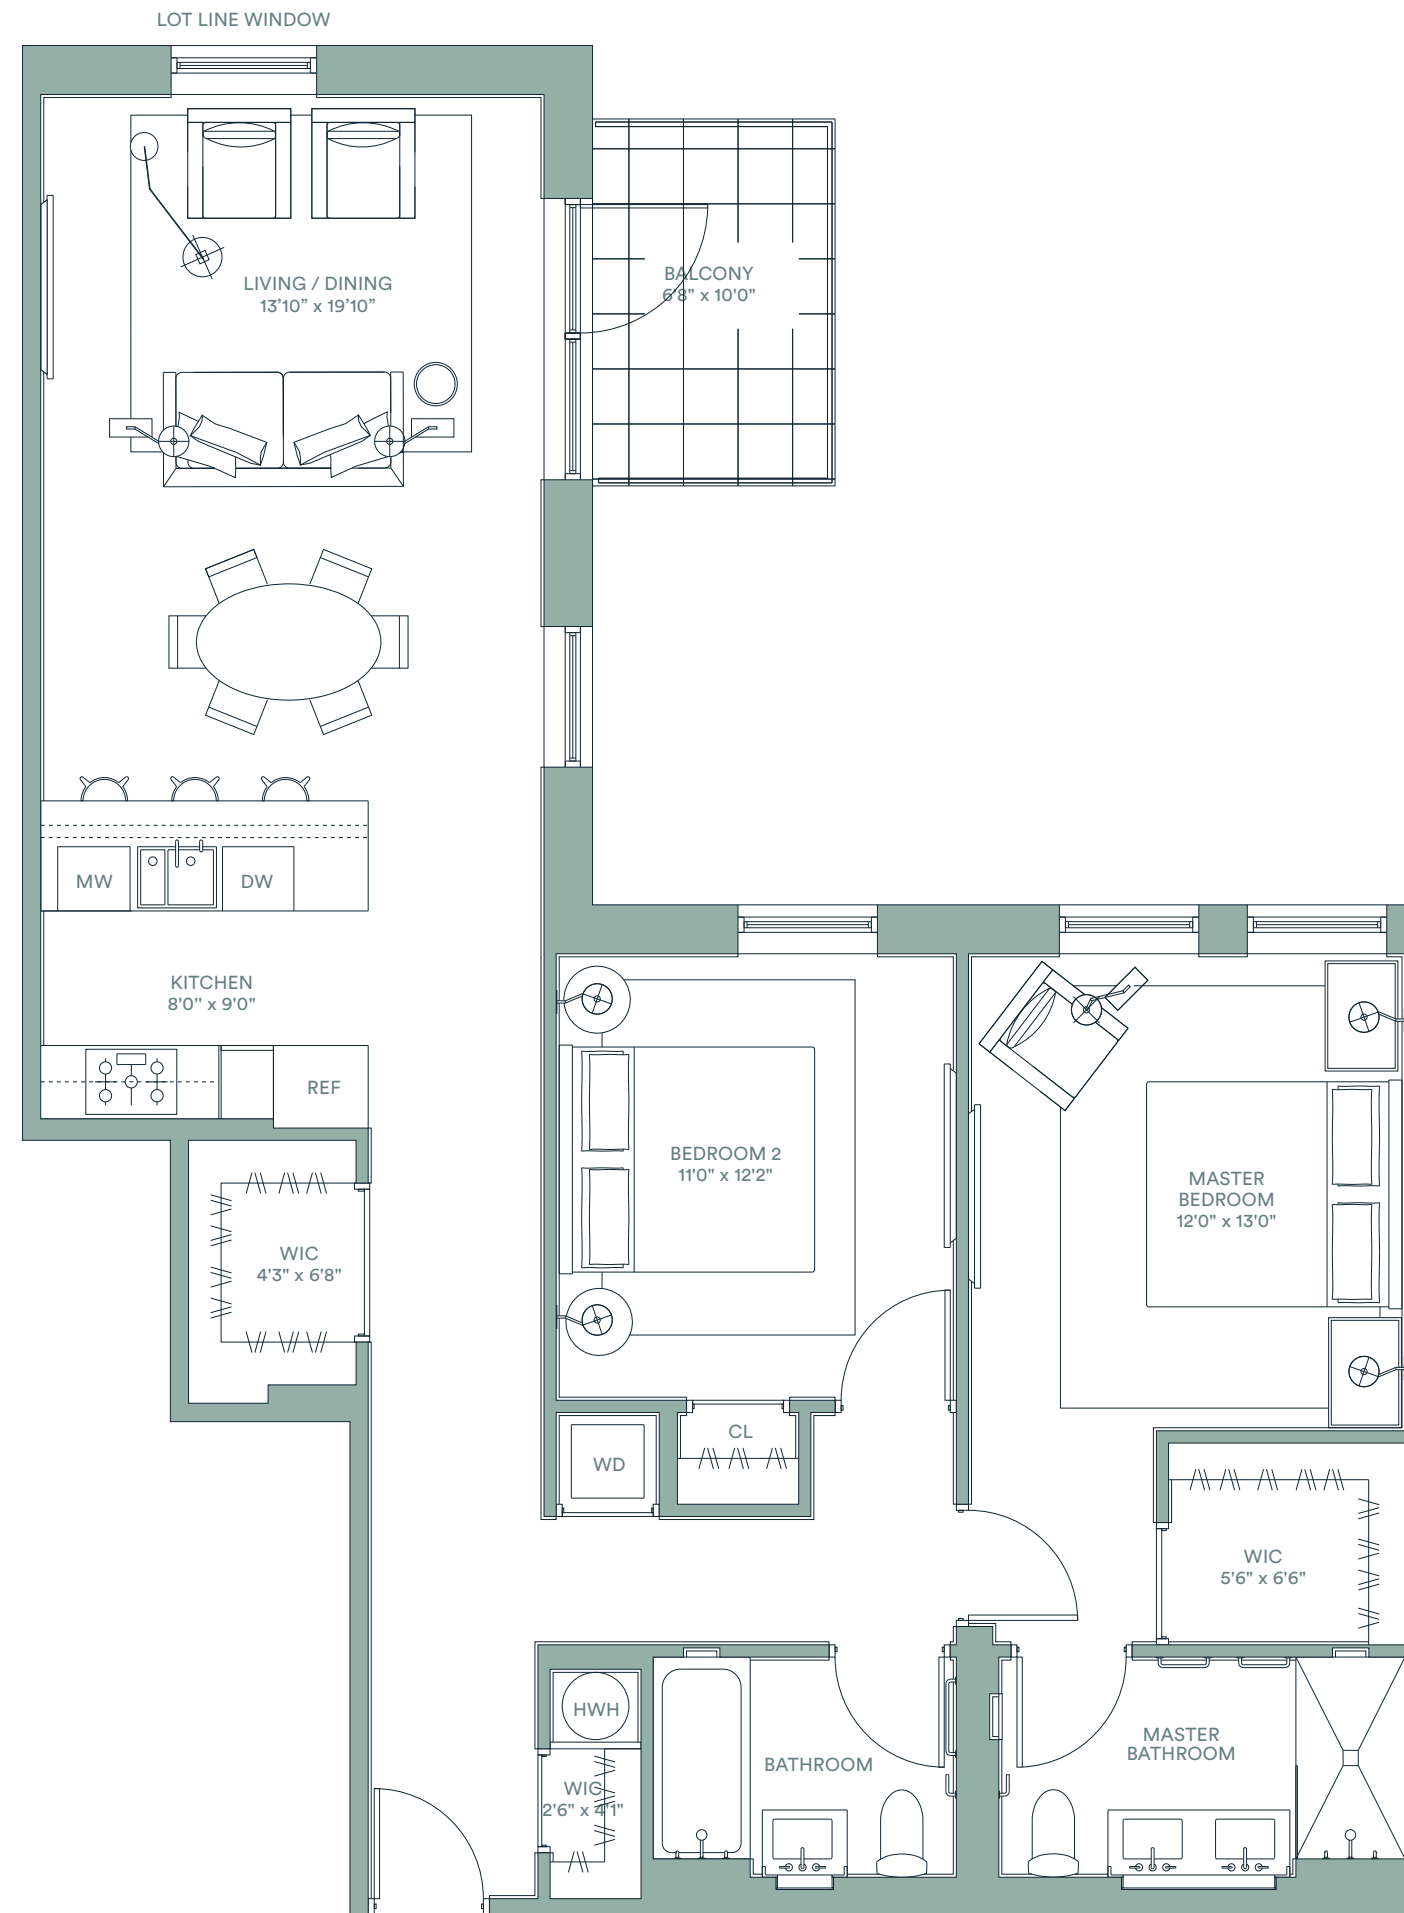 LOT LINE WINDOW
LIVING / DINING
13’10” x 19’10”
BALCONY
6'8" x 10'0"
MW
DW
KITCHEN
8'0'' x 9'0"
REF
BEDROOM 2
11'0" x 12'2"
MASTER
BEDROOM
12'0" x 13'0"
WIC
4'3" x 6'8"
CL
WD
WIC
5'6" x 6'6"
HWH
WIC
2'6" x 4'1"
BATHROOM
MASTER
BATHROOM